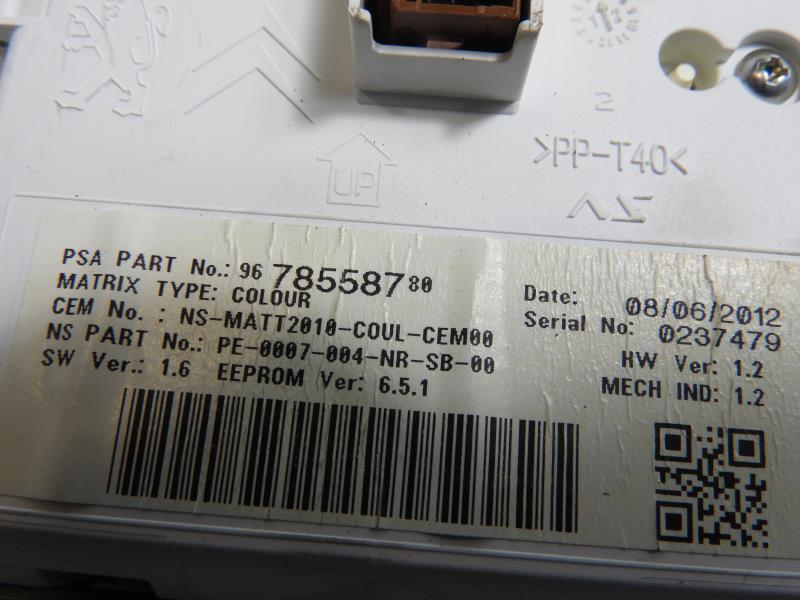 2
>PP-T40<
UP
PSA PART No.: 96 785587 80
MATRIX TYPE: COLOUR
CEM No. : NS-MATT2010-COUL-CEM00
NS PART No.: PE-0007-004-NR-SB-00
SW Ver.: 1.6 EEPROM Ver: 6.5.1
Date: 08/06/2012
Serial No: 0237479
HW Ver: 1.2
MECH IND: 1.2